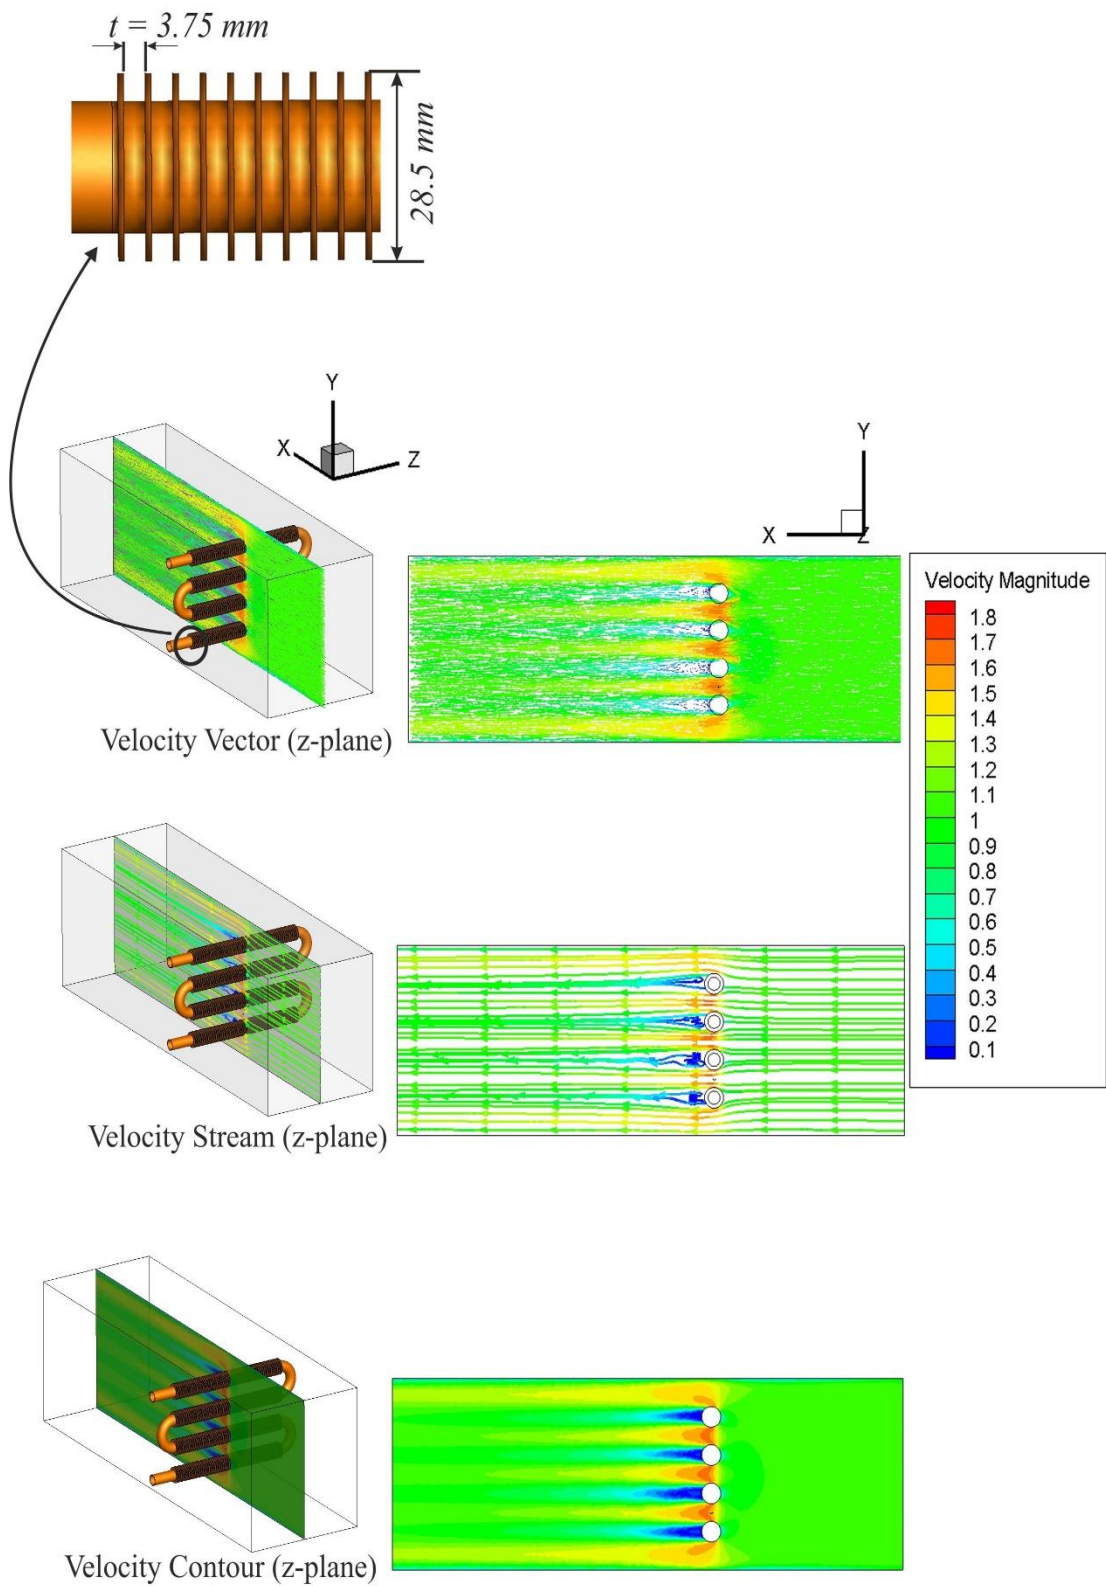 t = 3.75 mm
28.5 mm
Y
X
Z
Y
X
Z
Velocity Vector (z-plane)
Velocity Magnitude
1.8
1.7
1.6
1.5
1.4
1.3
1.2
1.1
1
0.9
0.8
0.7
0.6
0.5
0.4
0.3
0.2
0.1
Velocity Stream (z-plane)
Velocity Contour (z-plane)